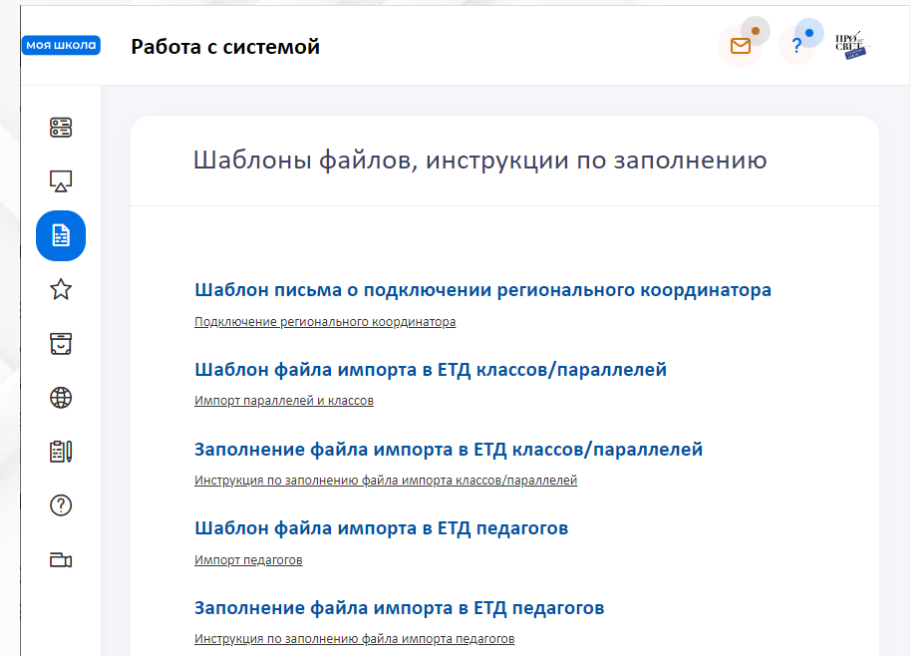 моя школа
Работа с системой
?
ПРО
СВЕТ
Шаблоны файлов, инструкции по заполнению
Шаблон письма о подключении регионального координатора
Подключение регионального координатора
Шаблон файла импорта в ЕТД классов/параллелей
Импорт параллелей и классов
Заполнение файла импорта в ЕТД классов/параллелей
Инструкция по заполнению файла импорта классов/параллелей
Шаблон файла импорта в ЕТД педагогов
Импорт педагогов
Заполнение файла импорта в ЕТД педагогов
Инструкция по заполнению файла импорта педагогов